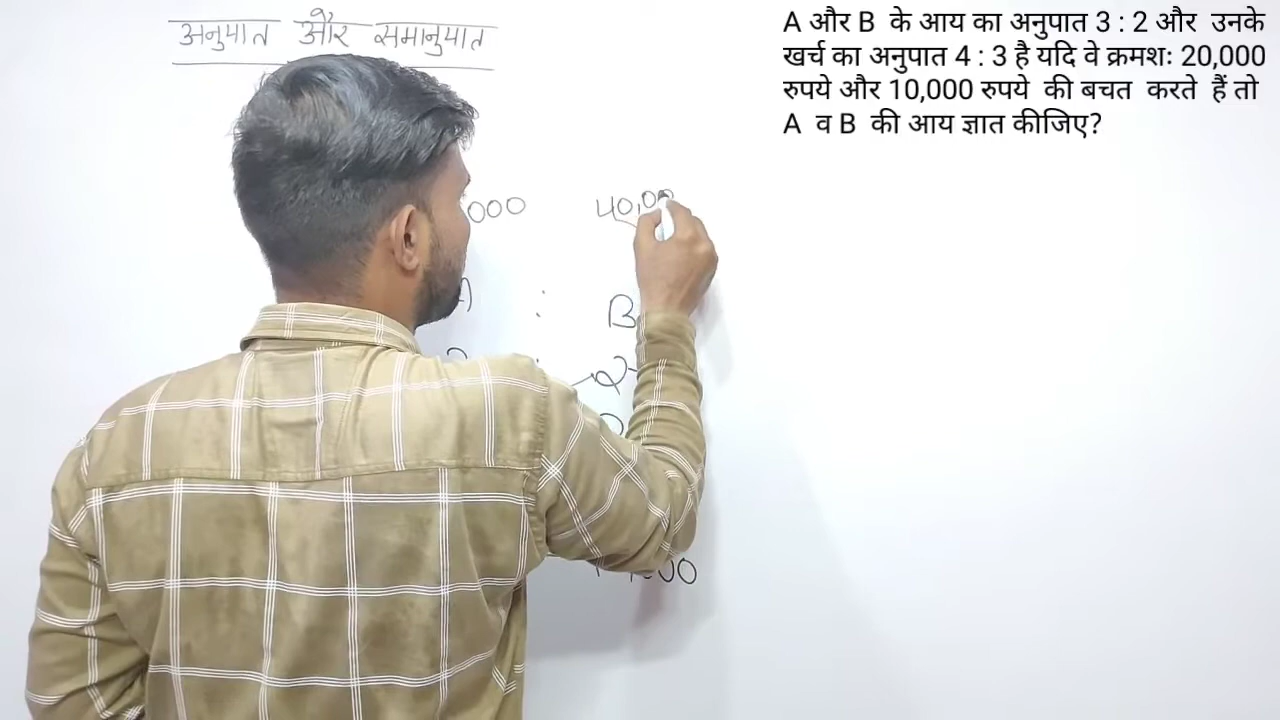 अनुपात और समानुपात
A और B के आय का अनुपात 3 : 2 और उनके
खर्च का अनुपात 4 : 3 है यदि वे क्रमशः 20,000
रुपये और 10,000 रुपये की बचत करते हैं तो
A व B की आय ज्ञात कीजिए?
000 40,00
A : B
: 2
000